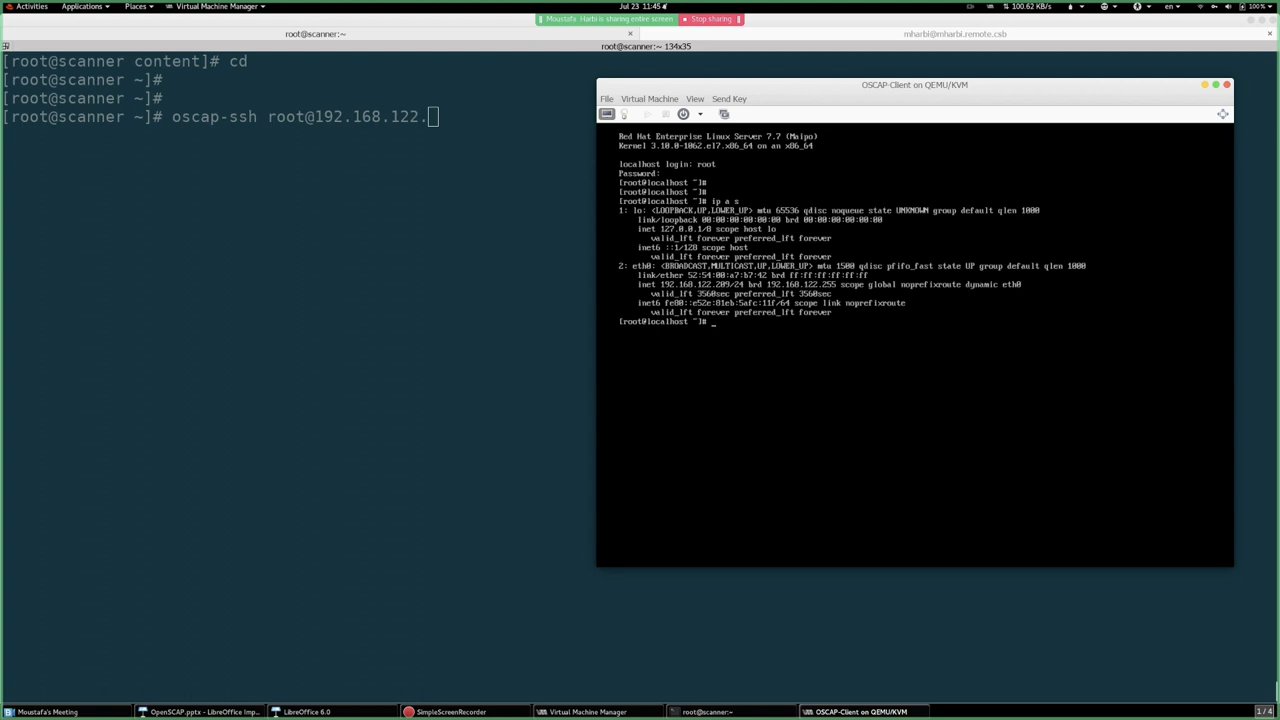 Activities Applications Places Virtual Machine Manager Jul 23 11:45 100.62 KB/s en 100%
Moustafa Harbi is sharing entire screen Stop sharing
root@scanner:~ mharbi@mharbi.remote.csb
root@scanner:~ 134x35
[root@scanner content]# cd
[root@scanner ~]#
[root@scanner ~]#
[root@scanner ~]# oscap-ssh root@192.168.122.
OSCAP-Client on QEMU/KVM
File Virtual Machine View Send Key
Red Hat Enterprise Linux Server 7.7 (Maipo)
Kernel 3.10.0-1062.el7.x86_64 on an x86_64
localhost login: root
Password:
[root@localhost ~]#
[root@localhost ~]#
[root@localhost ~]# ip a s
1: lo: <LOOPBACK,UP,LOWER_UP> mtu 65536 qdisc noqueue state UNKNOWN group default qlen 1000
link/loopback 00:00:00:00:00:00 brd 00:00:00:00:00:00
inet 127.0.0.1/8 scope host lo
valid_lft forever preferred_lft forever
inet6 ::1/128 scope host
valid_lft forever preferred_lft forever
2: eth0: <BROADCAST,MULTICAST,UP,LOWER_UP> mtu 1500 qdisc pfifo_fast state UP group default qlen 1000
link/ether 52:54:00:a7:b7:42 brd ff:ff:ff:ff:ff:ff
inet 192.168.122.209/24 brd 192.168.122.255 scope global noprefixroute dynamic eth0
valid_lft 3560sec preferred_lft 3560sec
inet6 fe80::e52e:81eb:5afc:11f/64 scope link noprefixroute
valid_lft forever preferred_lft forever
[root@localhost ~]# _
Moustafa's Meeting OpenSCAP.pptx - LibreOffice Imp... LibreOffice 6.0 SimpleScreenRecorder Virtual Machine Manager root@scanner:~ OSCAP-Client on QEMU/KVM 1 / 4